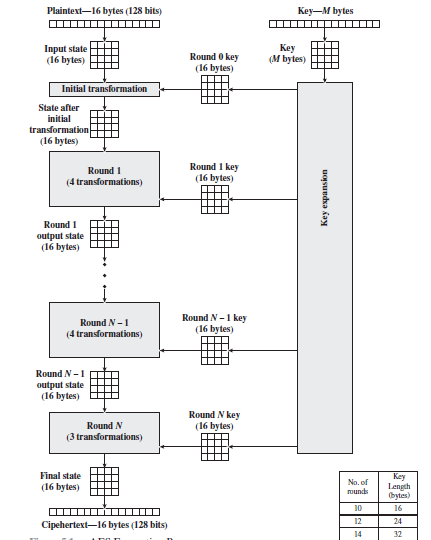 Plaintext—16 bytes (128 bits)
Key—M bytes
Input state
(16 bytes)
Key
(M bytes)
Round 0 key
(16 bytes)
Initial transformation
State after
initial
transformation
(16 bytes)
Round 1
(4 transformations)
Round 1 key
(16 bytes)
Key expansion
Round 1
output state
(16 bytes)
Round N – 1
(4 transformations)
Round N – 1 key
(16 bytes)
Round N – 1
output state
(16 bytes)
Round N
(3 transformations)
Round N key
(16 bytes)
Final state
(16 bytes)
Cipehertext—16 bytes (128 bits)
No. of
rounds
Key
Length
(bytes)
10 16
12 24
14 32